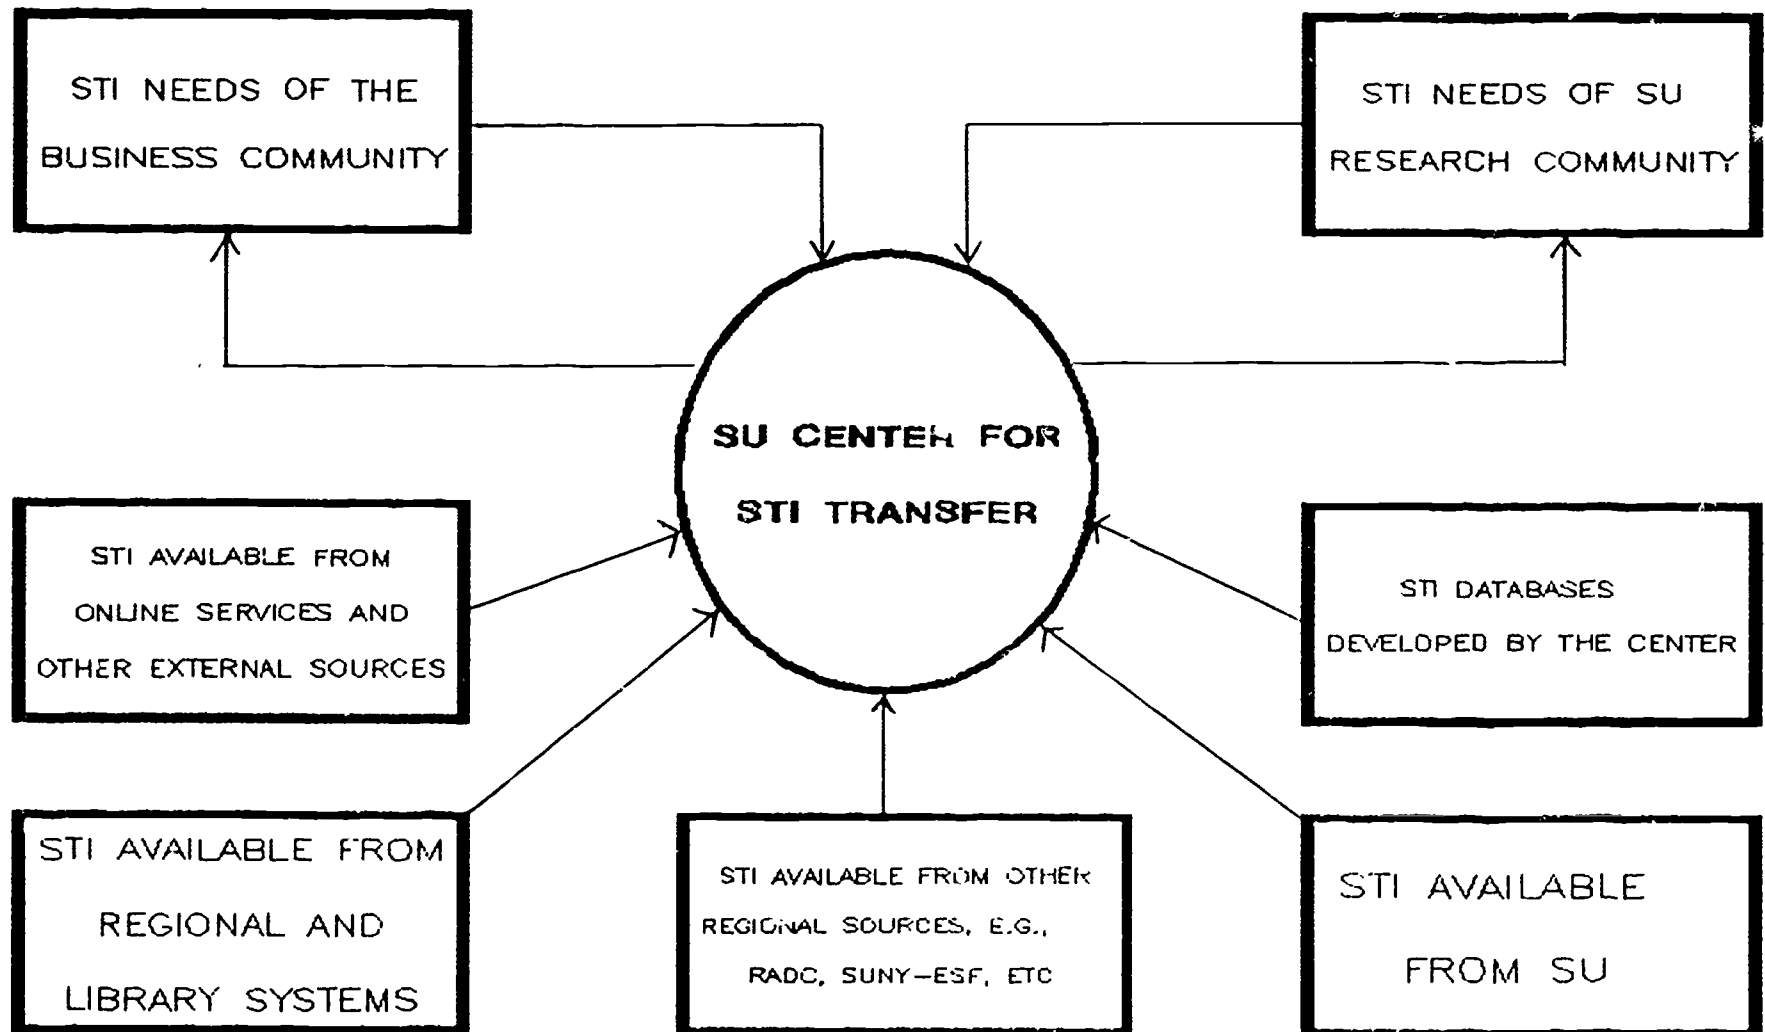 STI NEEDS OF THE
BUSINESS COMMUNITY
STI NEEDS OF SU
RESEARCH COMMUNITY
SU CENTER FOR
STI TRANSFER
STI AVAILABLE FROM
ONLINE SERVICES AND
OTHER EXTERNAL SOURCES
STI DATABASES
DEVELOPED BY THE CENTER
STI AVAILABLE FROM
REGIONAL AND
LIBRARY SYSTEMS
STI AVAILABLE FROM OTHER
REGIONAL SOURCES, E.G.,
RADC, SUNY-ESF, ETC
STI AVAILABLE
FROM SU